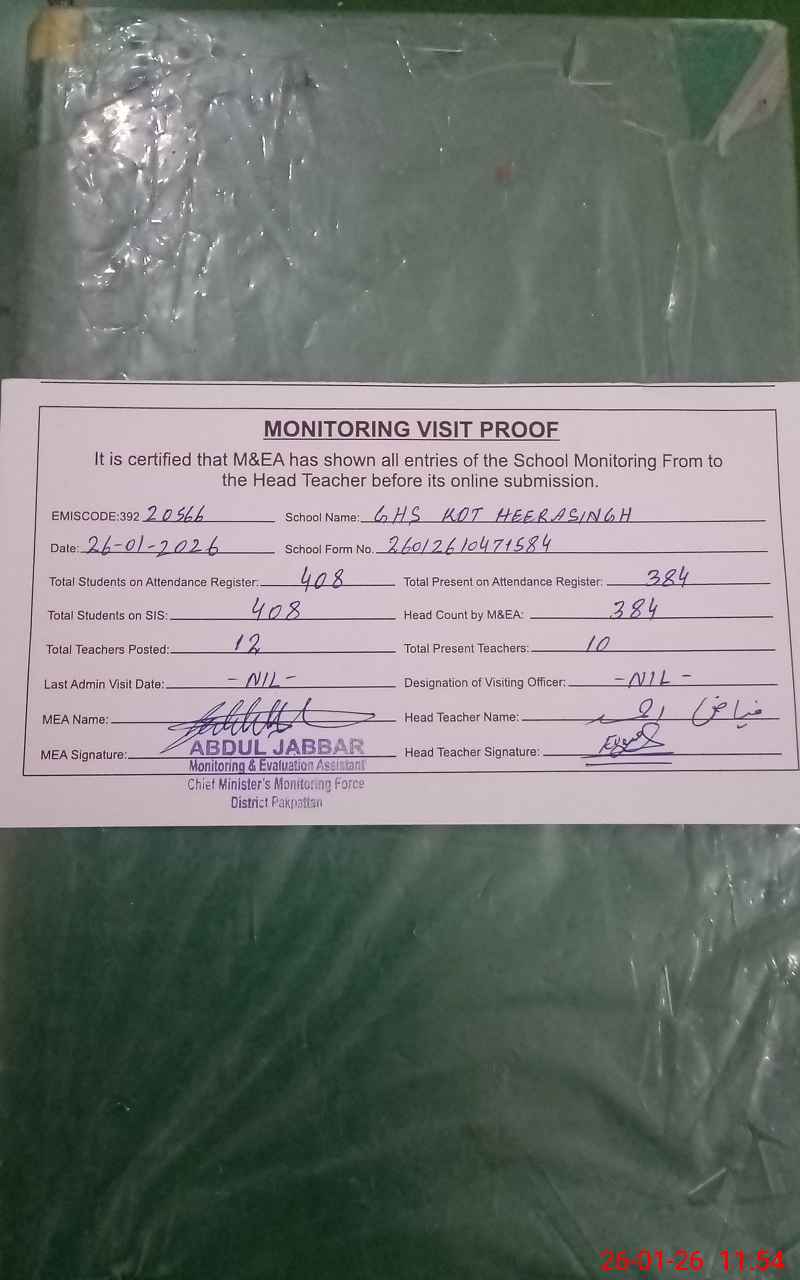 MONITORING VISIT PROOF
It is certified that M&EA has shown all entries of the School Monitoring From to
the Head Teacher before its online submission.
EMISCODE:392 20566 School Name: GHS KOT HEERASINGH
Date: 26-01-2026 School Form No. 26012610471584
Total Students on Attendance Register: 408 Total Present on Attendance Register: 384
Total Students on SIS: 408 Head Count by M&EA: 384
Total Teachers Posted: 12 Total Present Teachers: 10
Last Admin Visit Date: -NIL- Designation of Visiting Officer: -NIL-
MEA Name: Head Teacher Name: فیاض احمد
MEA Signature: Head Teacher Signature:
ABDUL JABBAR
Monitoring & Evaluation Assistant
Chief Minister's Monitoring Force
District Pakpattan
26-01-26 11:54